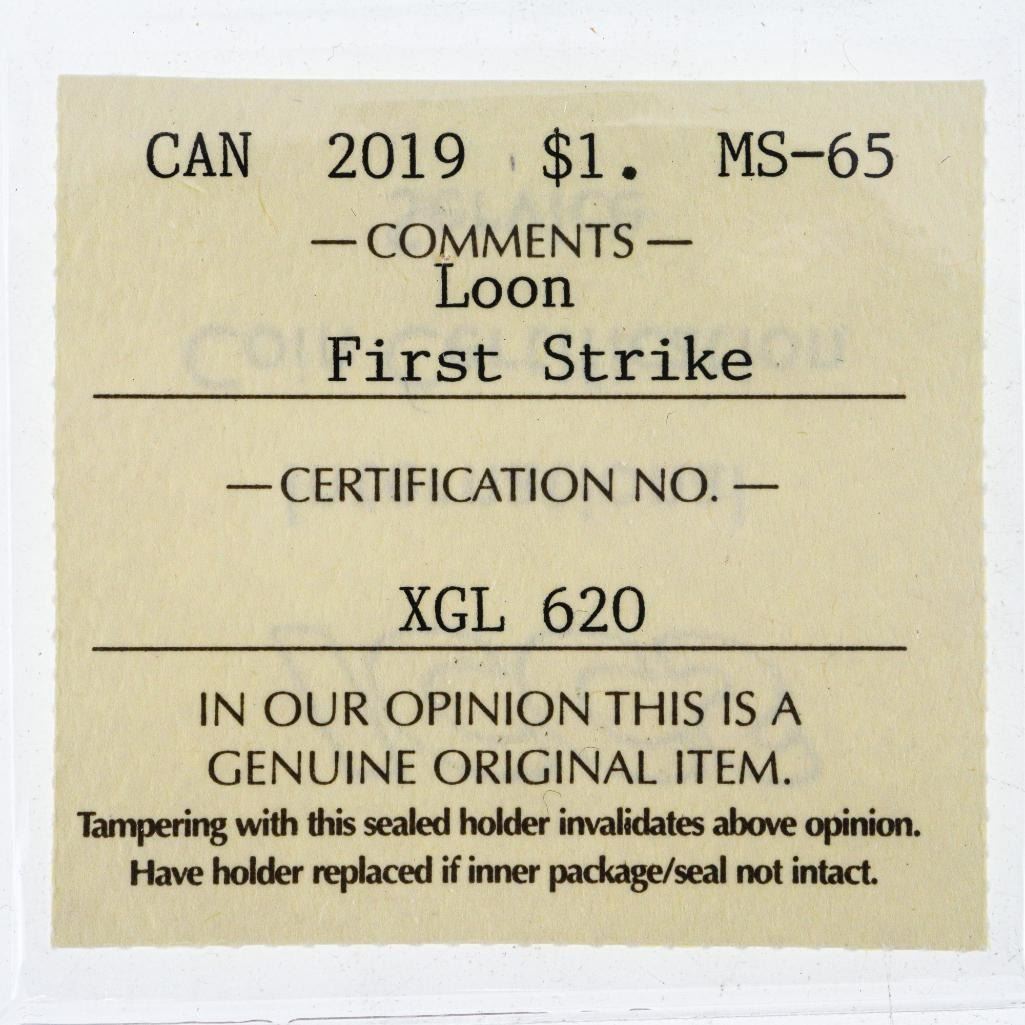 CAN 2019 $1. MS-65
— COMMENTS —
Loon
First Strike
— CERTIFICATION NO. —
XGL 620
IN OUR OPINION THIS IS A
GENUINE ORIGINAL ITEM.
Tampering with this sealed holder invalidates above opinion.
Have holder replaced if inner package/seal not intact.